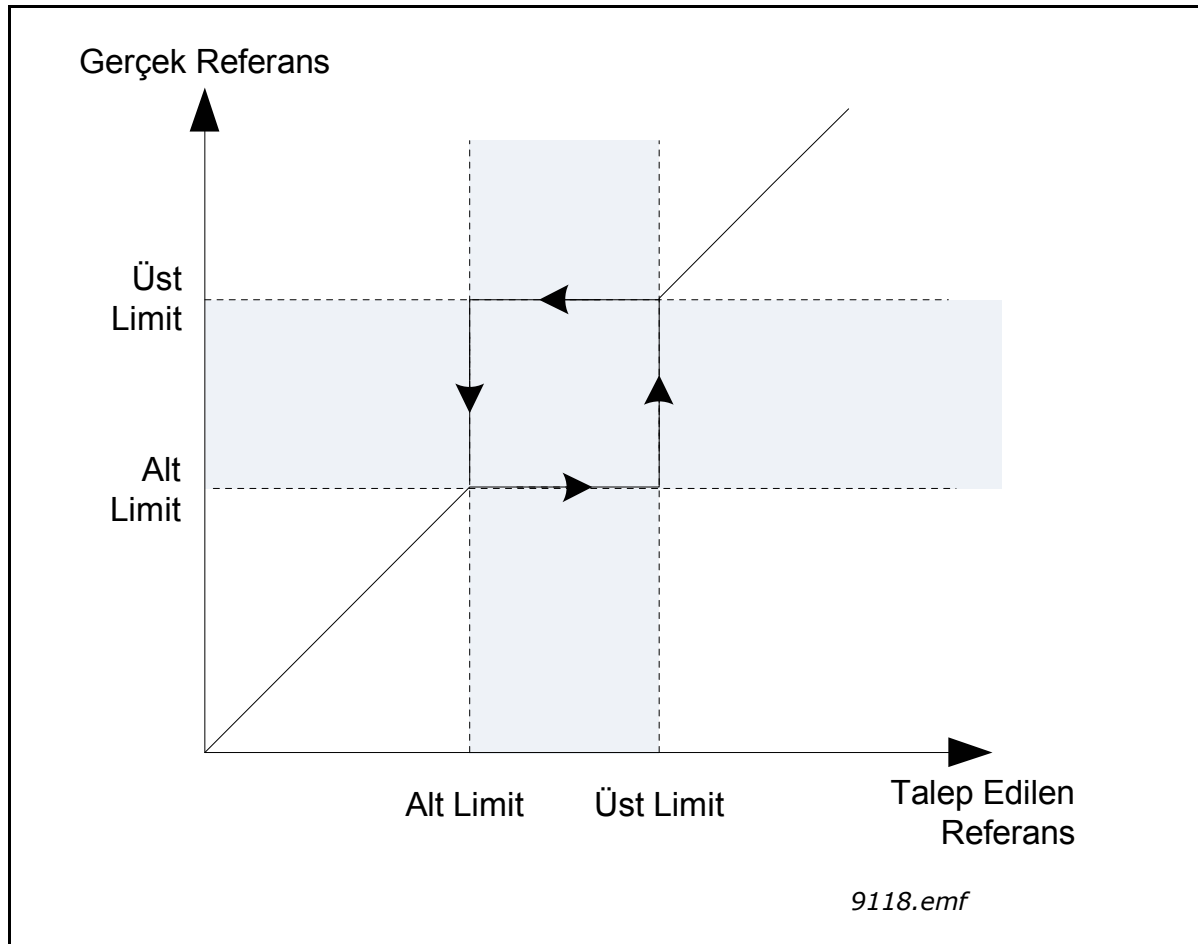 Gerçek Referans
Üst
Limit
Alt
Limit
Alt Limit
Üst Limit
Talep Edilen
Referans
9118.emf